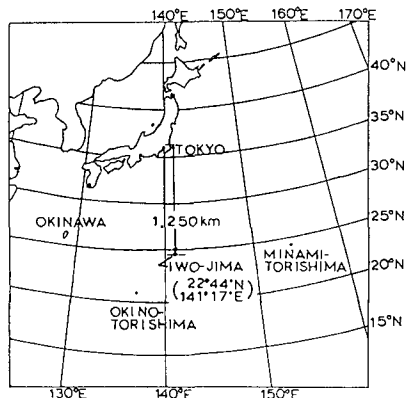 140°E
150°E
160°E
170°E
40°N
35°N
TOKYO
30°N
OKINAWA
1,250km
25°N
MINAMI-
TORISHIMA
IWO-JIMA
20°N
(22°44'N
141°17'E)
OKINO-
TORISHIMA
15°N
130°E
140°E
150°E